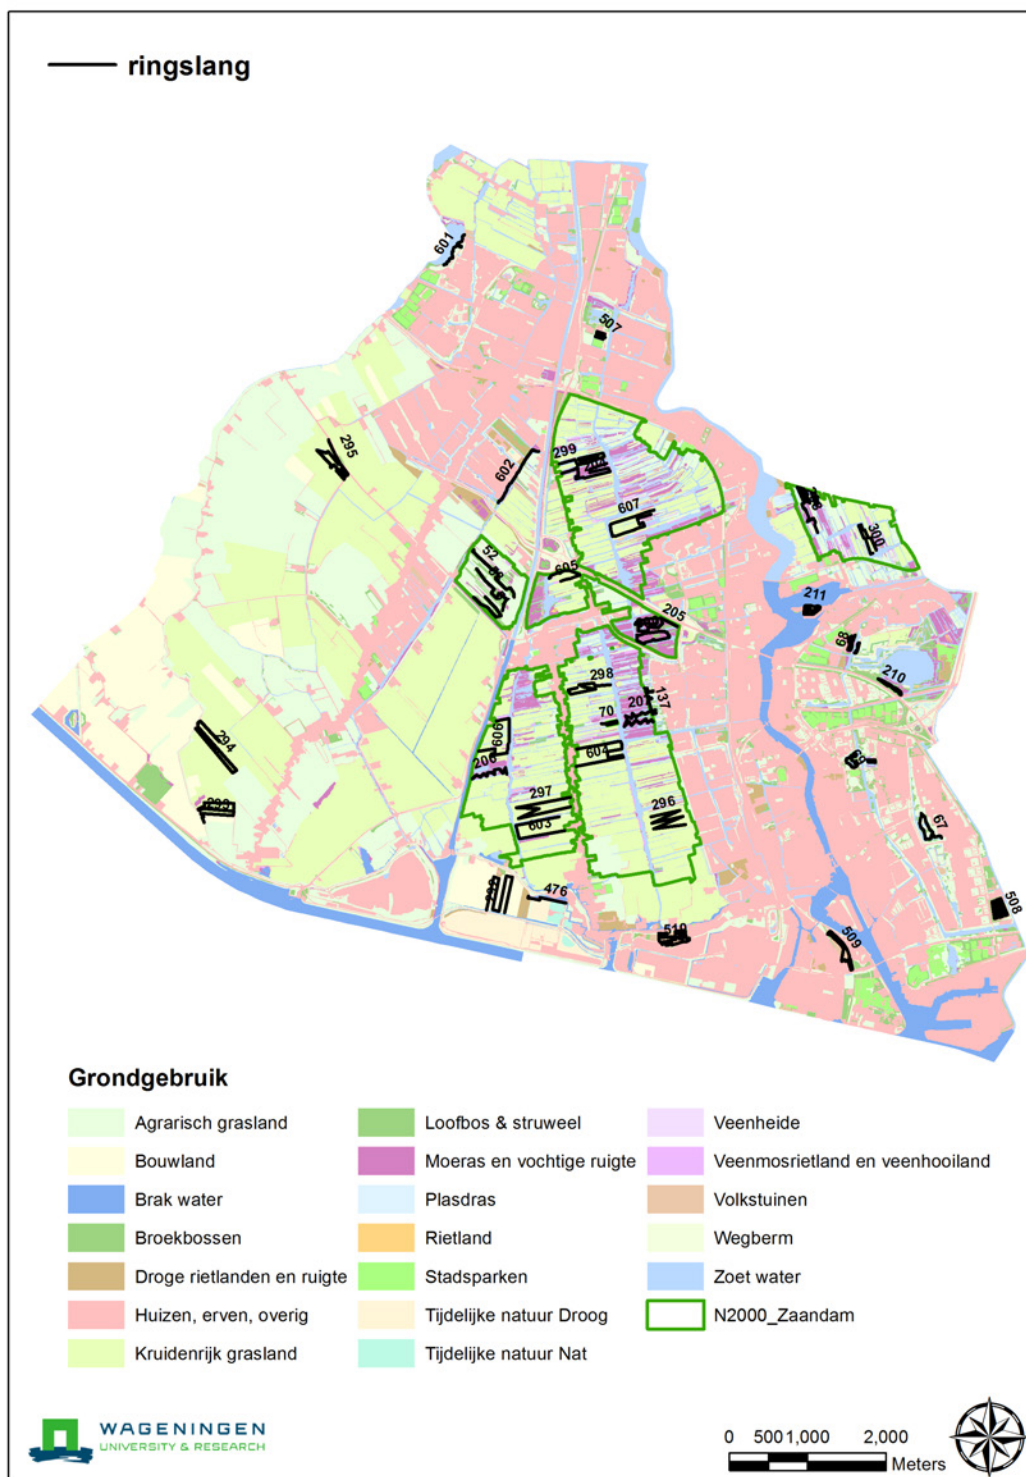 ringslang
601
507
295
299
602
607
52
300
605
211
205
68
298
137
210
70
207
606
294
604
206
69
297
296
603
67
476
508
510
509
Grondgebruik
Agrarisch grasland
Bouwland
Brak water
Broekbossen
Droge rietlanden en ruigte
Huizen, erven, overig
Kruidenrijk grasland
Loofbos & struweel
Moeras en vochtige ruigte
Plasdras
Rietland
Stadsparken
Tijdelijke natuur Droog
Tijdelijke natuur Nat
Veenheide
Veenmosrietland en veenhooiland
Volkstuinen
Wegberm
Zoet water
N2000_Zaandam
WAGENINGEN
UNIVERSITY & RESEARCH
0 500 1,000 2,000
Meters